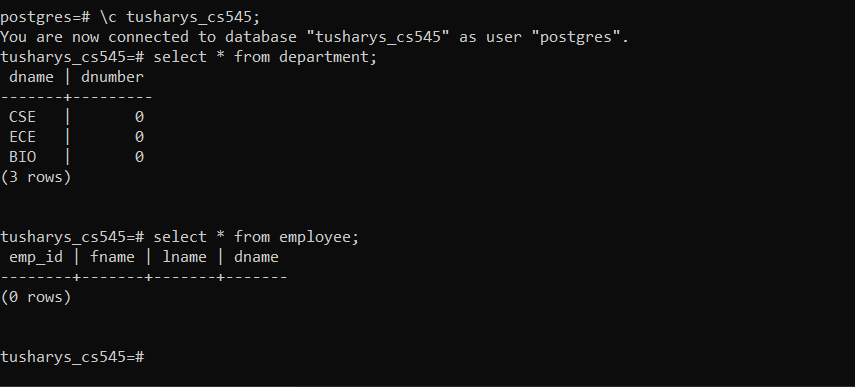 postgres=# \c tusharys_cs545;
You are now connected to database "tusharys_cs545" as user "postgres".
tusharys_cs545=# select * from department;
 dname | dnumber
-------+---------
 CSE   |       0
 ECE   |       0
 BIO   |       0
(3 rows)
tusharys_cs545=# select * from employee;
 emp_id | fname | lname | dname
--------+-------+-------+-------
(0 rows)
tusharys_cs545=#